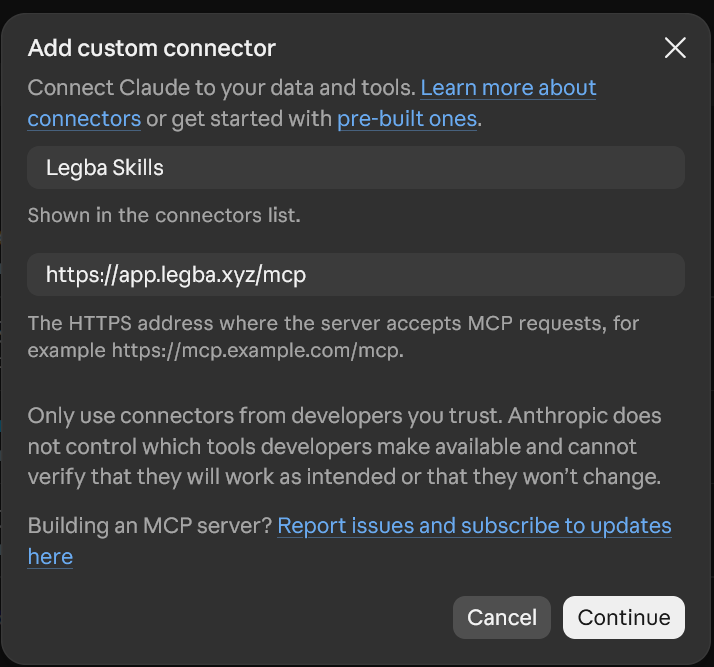 Add custom connector
Connect Claude to your data and tools. Learn more about
connectors or get started with pre-built ones.
Legba Skills
Shown in the connectors list.
https://app.legba.xyz/mcp
The HTTPS address where the server accepts MCP requests, for
example https://mcp.example.com/mcp.
Only use connectors from developers you trust. Anthropic does
not control which tools developers make available and cannot
verify that they will work as intended or that they won’t change.
Building an MCP server? Report issues and subscribe to updates
here
Cancel Continue